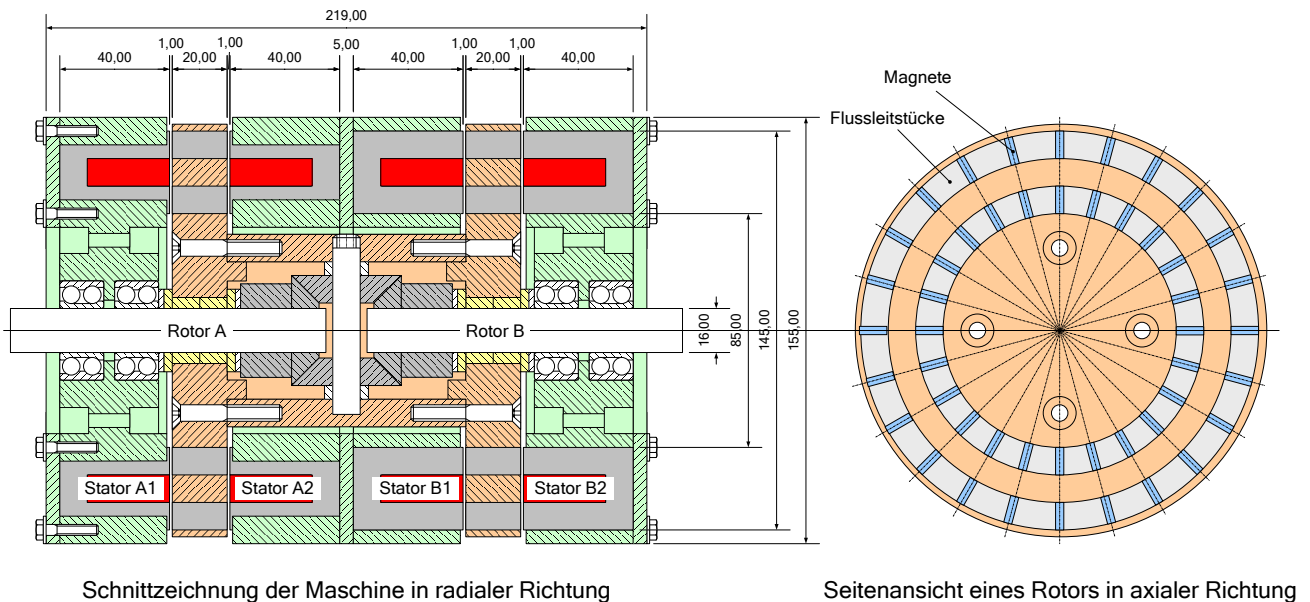 219,00
1,00 1,00 5,00 1,00 1,00
40,00 20,00 40,00 40,00 20,00 40,00
Magnete
Flussleitstücke
Rotor A Rotor B
16,00
85,00
145,00
155,00
Stator A1 Stator A2 Stator B1 Stator B2
Schnittzeichnung der Maschine in radialer Richtung
Seitenansicht eines Rotors in axialer Richtung